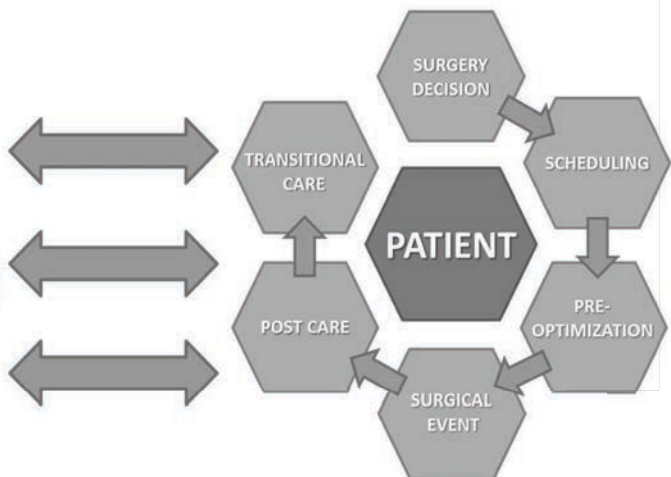 SURGERY
DECISION
SCHEDULING
PRE-
OPTIMIZATION
SURGICAL
EVENT
POST CARE
TRANSITIONAL
CARE
PATIENT